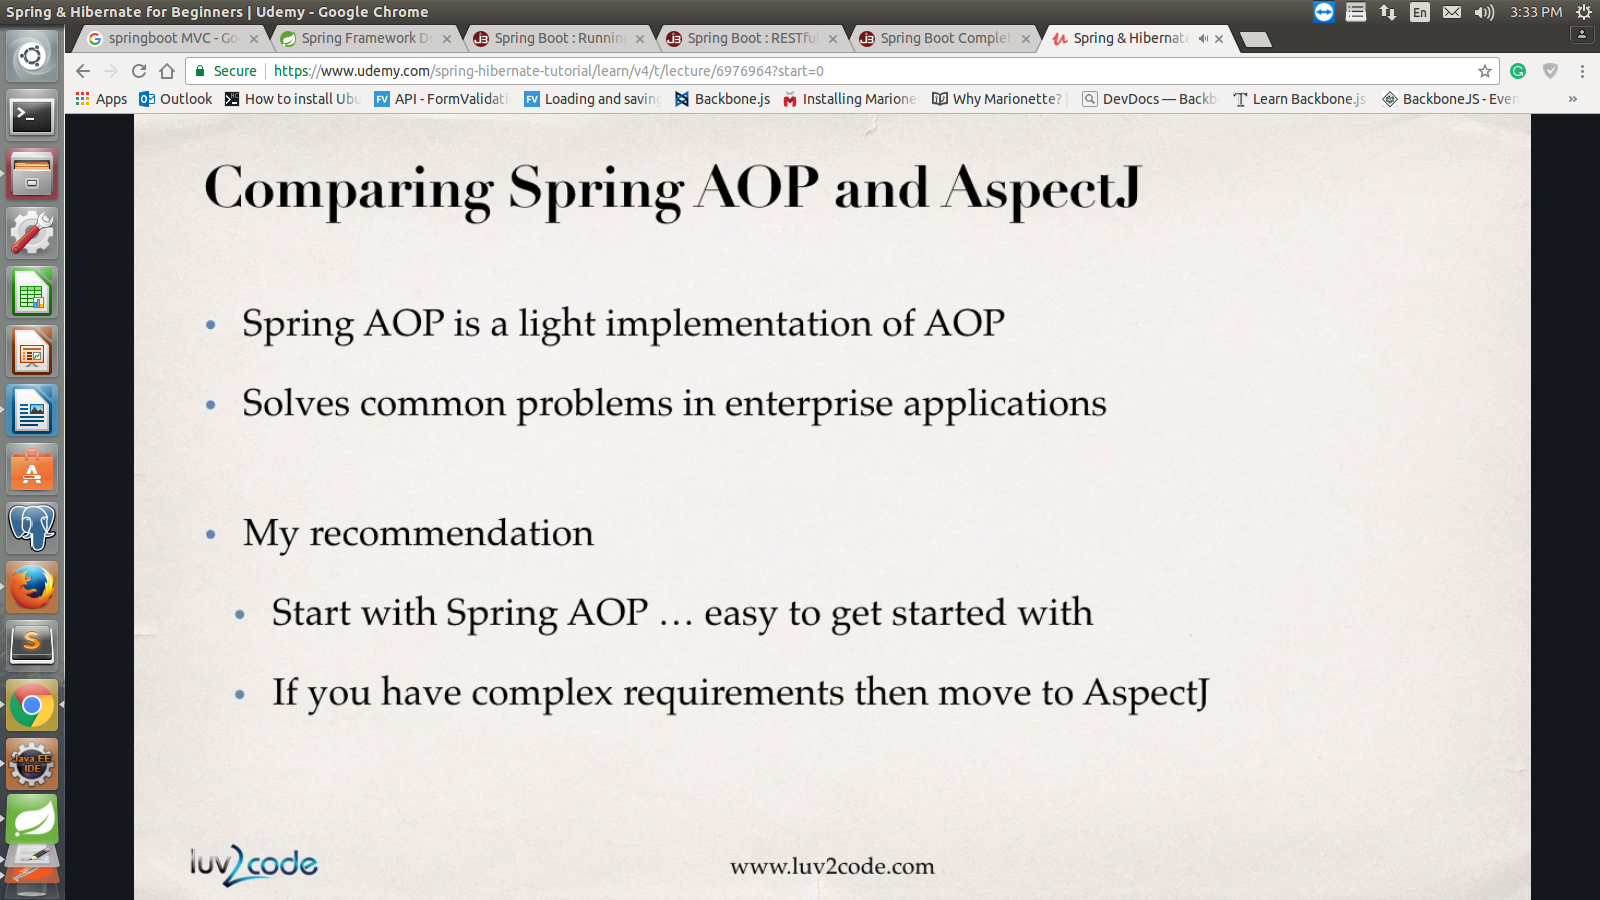 Spring & Hibernate for Beginners | Udemy - Google Chrome
En
3:33 PM
springboot MVC - Go
Spring Framework D
Spring Boot : Runnin
Spring Boot : RESTfu
Spring Boot Complet
Spring & Hibernate
Secure
https://www.udemy.com/spring-hibernate-tutorial/learn/v4/t/lecture/6976964?start=0
Apps
Outlook
How to install Ubu
FV
API - FormValidati
FV
Loading and saving
Backbone.js
Installing Marione
Why Marionette?
DevDocs — Backb
Learn Backbone.js
BackboneJS - Even
»
Comparing Spring AOP and AspectJ
• Spring AOP is a light implementation of AOP
• Solves common problems in enterprise applications
• My recommendation
• Start with Spring AOP … easy to get started with
• If you have complex requirements then move to AspectJ
Java EE
IDE
luv2code
www.luv2code.com